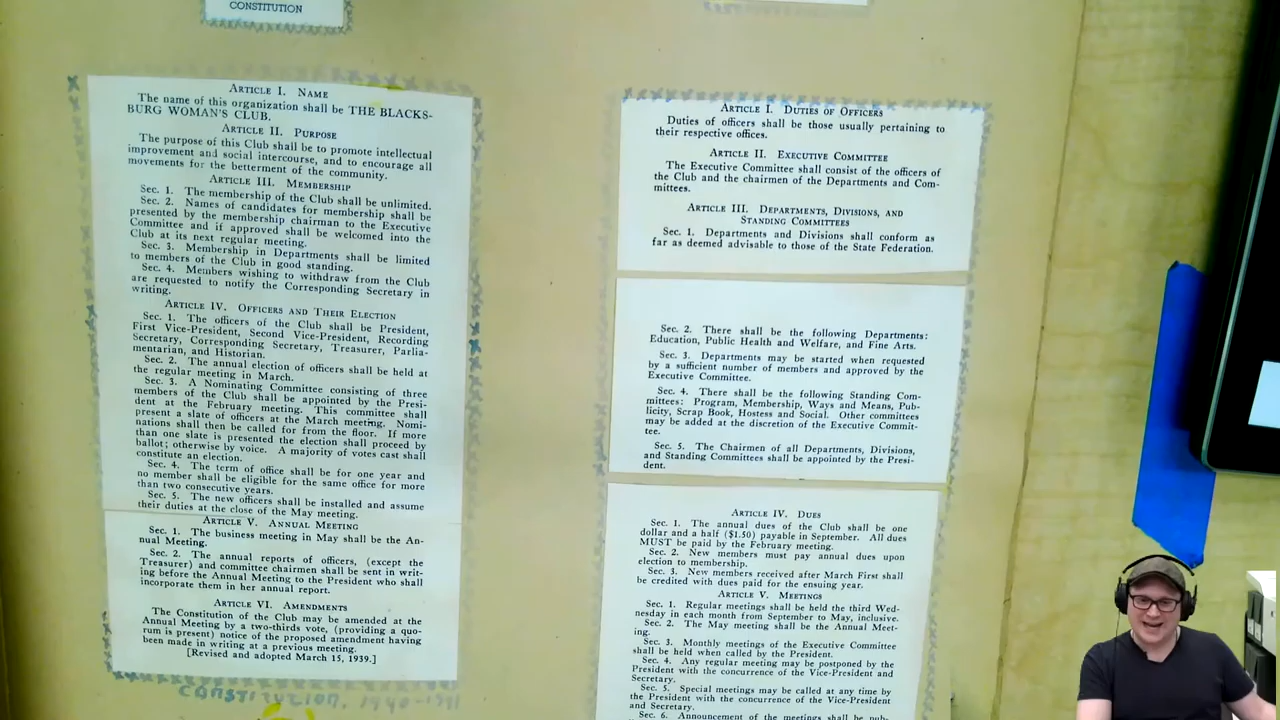 CONSTITUTION
ARTICLE I. NAME
The name of this organization shall be THE BLACKS-
BURG WOMAN'S CLUB.
ARTICLE II. PURPOSE
The purpose of this Club shall be to promote intellectual
improvement and social intercourse, and to encourage all
movements for the betterment of the community.
ARTICLE III. MEMBERSHIP
Sec. 1. The membership of the Club shall be unlimited.
Sec. 2. Names of candidates for membership shall be
presented by the membership chairman to the Executive
Committee and if approved shall be welcomed into the
Club at its next regular meeting.
Sec. 3. Membership in Departments shall be limited
to members of the Club in good standing.
Sec. 4. Members wishing to withdraw from the Club
are requested to notify the Corresponding Secretary in
writing.
ARTICLE IV. OFFICERS AND THEIR ELECTION
Sec. 1. The officers of the Club shall be President,
First Vice-President, Second Vice-President, Recording
Secretary, Corresponding Secretary, Treasurer, Parlia-
mentarian, and Historian.
Sec. 2. The annual election of officers shall be held at
the regular meeting in March.
Sec. 3. A Nominating Committee consisting of three
members of the Club shall be appointed by the Presi-
dent at the February meeting. This committee shall
present a slate of officers at the March meeting. Nomi-
nations shall then be called for from the floor. If more
than one slate is presented the election shall proceed by
ballot; otherwise by voice. A majority of votes cast shall
constitute an election.
Sec. 4. The term of office shall be for one year and
no member shall be eligible for the same office for more
than two consecutive years.
Sec. 5. The new officers shall be installed and assume
their duties at the close of the May meeting.
ARTICLE V. ANNUAL MEETING
Sec. 1. The business meeting in May shall be the An-
nual Meeting.
Sec. 2. The annual reports of officers, (except the
Treasurer) and committee chairmen shall be sent in writ-
ing before the Annual Meeting to the President who shall
incorporate them in her annual report.
ARTICLE VI. AMENDMENTS
The Constitution of the Club may be amended at the
Annual Meeting by a two-thirds vote, (providing a quo-
rum is present) notice of the proposed amendment having
been made in writing at a previous meeting.
[Revised and adopted March 15, 1939.]
CONSTITUTION, 1940-1941
ARTICLE I. DUTIES OF OFFICERS
Duties of officers shall be those usually pertaining to
their respective offices.
ARTICLE II. EXECUTIVE COMMITTEE
The Executive Committee shall consist of the officers of
the Club and the chairmen of the Departments and Com-
mittees.
ARTICLE III. DEPARTMENTS, DIVISIONS, AND
STANDING COMMITTEES
Sec. 1. Departments and Divisions shall conform as
far as deemed advisable to those of the State Federation.
Sec. 2. There shall be the following Departments:
Education, Public Health and Welfare, and Fine Arts.
Sec. 3. Departments may be started when requested
by a sufficient number of members and approved by the
Executive Committee.
Sec. 4. There shall be the following Standing Com-
mittees: Program, Membership, Ways and Means, Pub-
licity, Scrap Book, Hostess and Social. Other committees
may be added at the discretion of the Executive Commit-
tee.
Sec. 5. The Chairmen of all Departments, Divisions,
and Standing Committees shall be appointed by the Presi-
dent.
ARTICLE IV. DUES
Sec. 1. The annual dues of the Club shall be one
dollar and a half ($1.50) payable in September. All dues
MUST be paid by the February meeting.
Sec. 2. New members must pay annual dues upon
election to membership.
Sec. 3. New members received after March First shall
be credited with dues paid for the ensuing year.
ARTICLE V. MEETINGS
Sec. 1. Regular meetings shall be held the third Wed-
nesday in each month from September to May, inclusive.
Sec. 2. The May meeting shall be the Annual Meet-
ing.
Sec. 3. Monthly meetings of the Executive Committee
shall be held when called by the President.
Sec. 4. Any regular meeting may be postponed by the
President with the concurrence of the Vice-President and
Secretary.
Sec. 5. Special meetings may be called at any time by
the President with the concurrence of the Vice-President
and Secretary.
Sec. 6. Announcement of the meetings shall be pub-